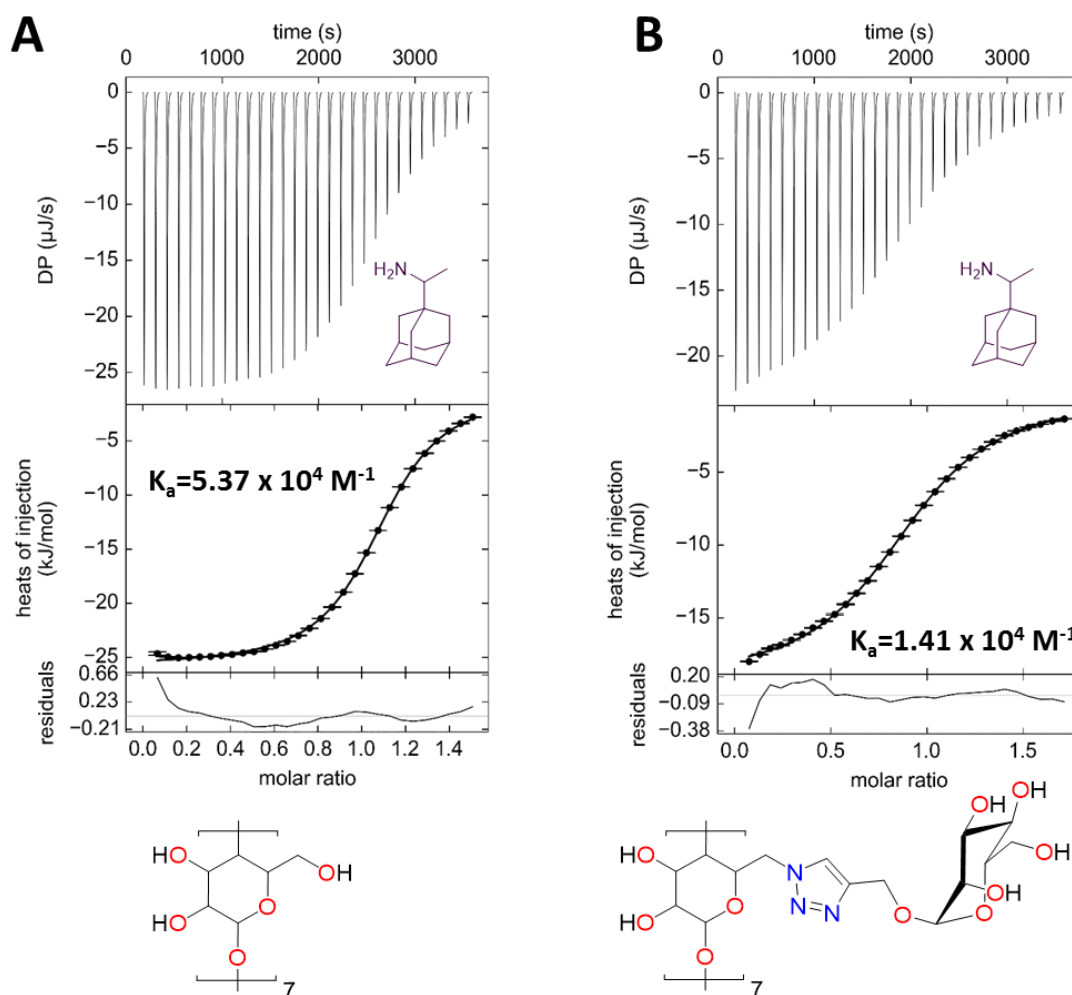 A
time (s)
0 1000 2000 3000
0
−5
−10
−15
−20
−25
DP (µJ/s)
H₂N
−5
−10
−15
−20
−25
heats of injection
(kJ/mol)
Kₐ=5.37 x 10⁴ M⁻¹
0.66
0.23
−0.21
residuals
0.0 0.2 0.4 0.6 0.8 1.0 1.2 1.4
molar ratio
HO
OH
O
HO
O
7
B
time (s)
0 1000 2000 3000
0
−5
−10
−15
−20
DP (µJ/s)
H₂N
−5
−10
−15
heats of injection
(kJ/mol)
Kₐ=1.41 x 10⁴ M⁻¹
0.20
−0.09
−0.38
residuals
0.0 0.5 1.0 1.5
molar ratio
HO
HO
O
O
7
N
N
N
O
OH
OH
OH
OH
O